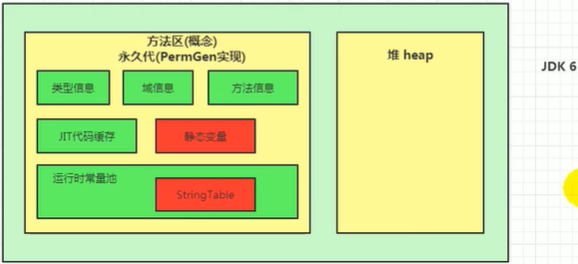 方法区(概念)
永久代(PermGen实现)
类型信息
域信息
方法信息
JIT代码缓存
静态变量
运行时常量池
StringTable
堆 heap
JDK 6